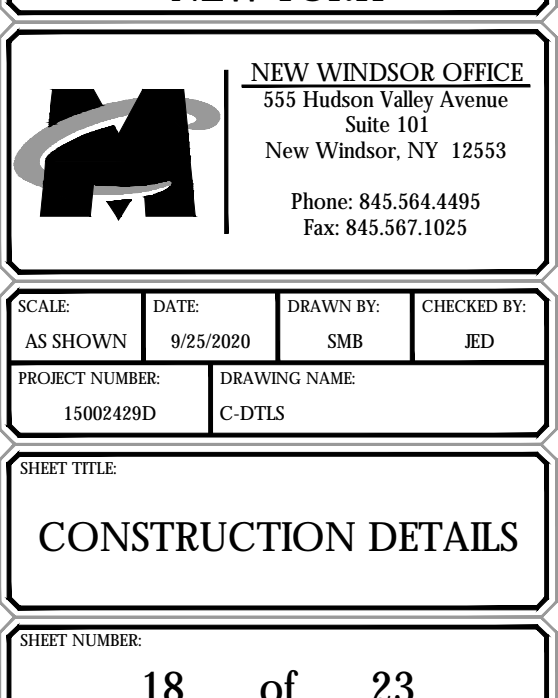 NEW YORK
NEW WINDSOR OFFICE
555 Hudson Valley Avenue
Suite 101
New Windsor, NY 12553
Phone: 845.564.4495
Fax: 845.567.1025
SCALE: DATE: DRAWN BY: CHECKED BY:
AS SHOWN 9/25/2020 SMB JED
PROJECT NUMBER: DRAWING NAME:
15002429D C-DTLS
SHEET TITLE:
CONSTRUCTION DETAILS
SHEET NUMBER:
18 of 23